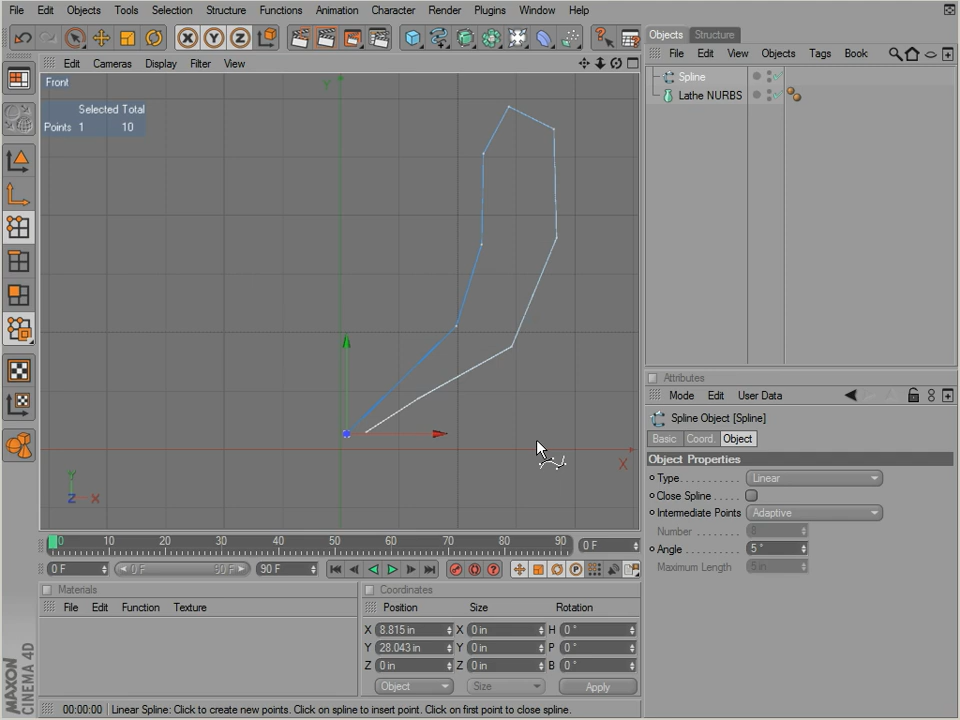 File Edit Objects Tools Selection Structure Functions Animation Character Render Plugins Window Help
X Y Z
Objects Structure
Edit Cameras Display Filter View
File Edit View Objects Tags Book
Front
Y
Spline
Lathe NURBS
Selected Total
Points 1 10
Attributes
Mode Edit User Data
Spline Object [Spline]
Basic Coord. Object
Object Properties
X
Y
Z X
Type Linear
Close Spline
Intermediate Points Adaptive
Number 8
Angle 5 °
Maximum Length 5 in
0 10 20 30 40 50 60 70 80 90 0 F
0 F 0 F 90 F 90 F
Materials
File Edit Function Texture
Coordinates
Position Size Rotation
X 8.815 in X 0 in H 0 °
Y 28.043 in Y 0 in P 0 °
Z 0 in Z 0 in B 0 °
Object Size Apply
MAXON
CINEMA 4D
00:00:00 Linear Spline: Click to create new points. Click on spline to insert point. Click on first point to close spline.